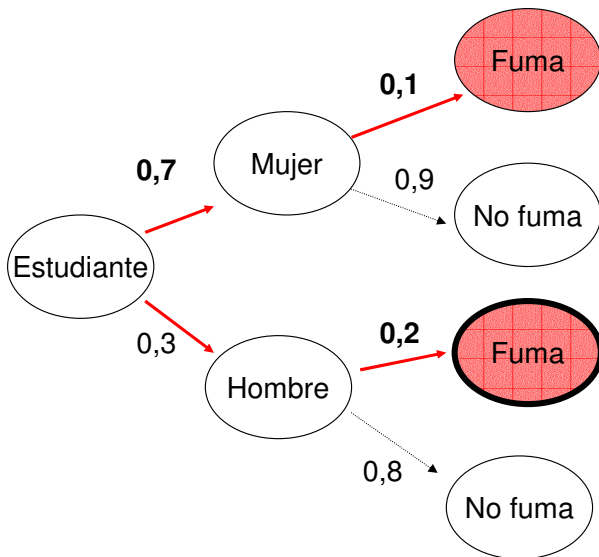 Fuma
0,1
Mujer
0,7
0,9
No fuma
Estudiante
0,3
0,2
Fuma
Hombre
0,8
No fuma